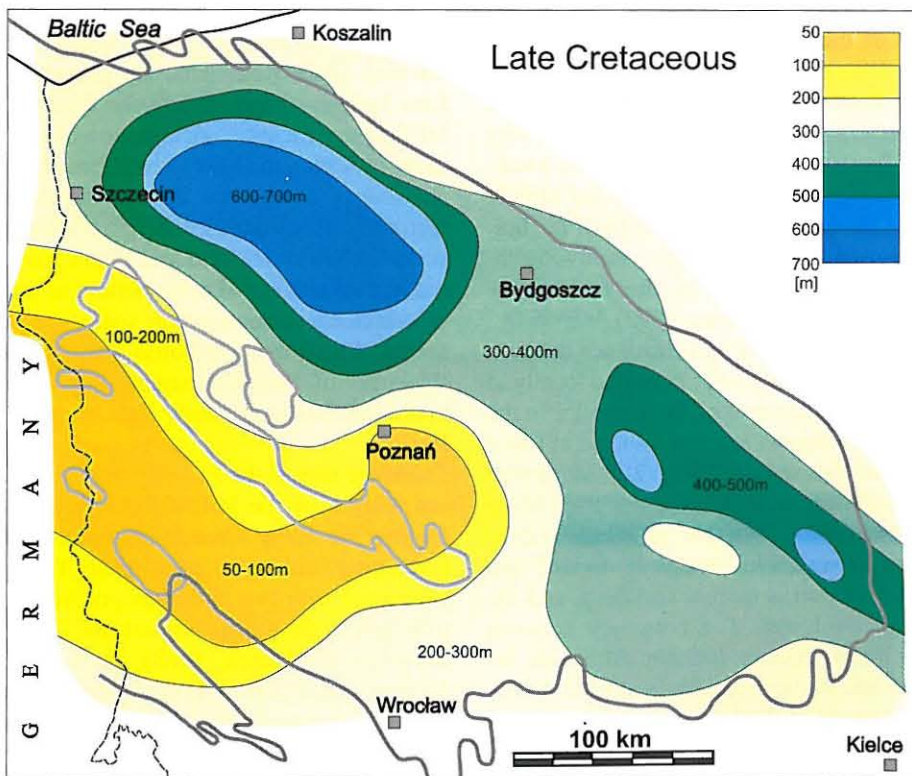 Baltic Sea
Koszalin
Late Cretaceous
50
100
200
300
400
500
600
700
[m]
Szczecin
600-700m
Bydgoszcz
100-200m
300-400m
Poznań
400-500m
50-100m
200-300m
Wrocław
100 km
Kielce
GERMANY